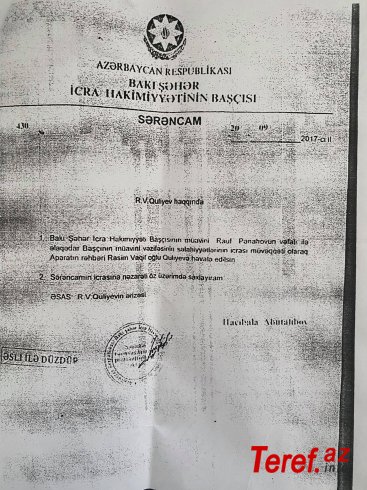 AZƏRBAYCAN RESPUBLİKASI
BAKI ŞƏHƏR
İCRA HAKİMİYYƏTİNİN BAŞÇISI
SƏRƏNCAM
430 20 09 2017-ci il
R.V.Quliyev haqqında
1. Bakı Şəhər İcra Hakimiyyəti Başçısının müavini Rauf Pənahovun vəfatı ilə
əlaqədar Başçının müavini vəzifəsinin səlahiyyətlərinin icrası müvəqqəti olaraq
Aparatın rəhbəri Rasim Vaqif oğlu Quliyevə həvalə edilsin
2. Sərəncamın icrasına nəzarəti öz üzərimdə saxlayıram
ƏSAS R.V.Quliyevin ərizəsi
Hacıbala Abutalıbov
ƏSLİ İLƏ DÜZDÜR
Teref.az